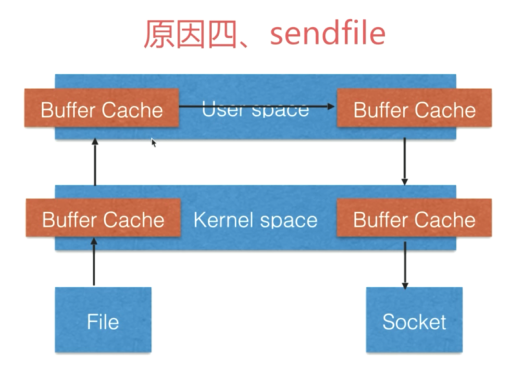 原因四、sendfile
Buffer Cache
User space
Buffer Cache
Buffer Cache
Kernel space
Buffer Cache
File
Socket